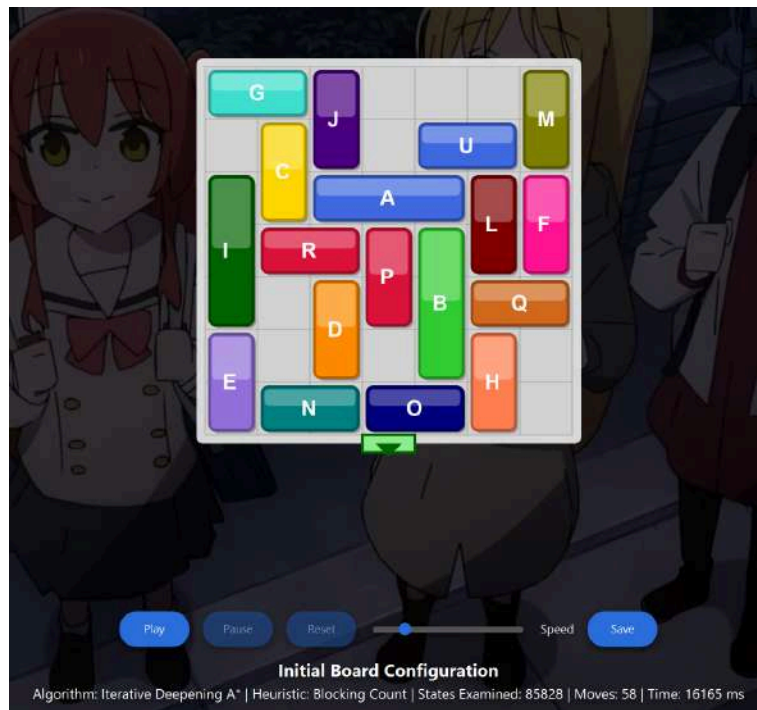 G
J
M
C
U
A
I
L
F
R
P
B
Q
D
E
H
N
O
Play
Pause
Reset
Speed
Save
Initial Board Configuration
Algorithm: Iterative Deepening A* | Heuristic: Blocking Count | States Examined: 85828 | Moves: 58 | Time: 16165 ms